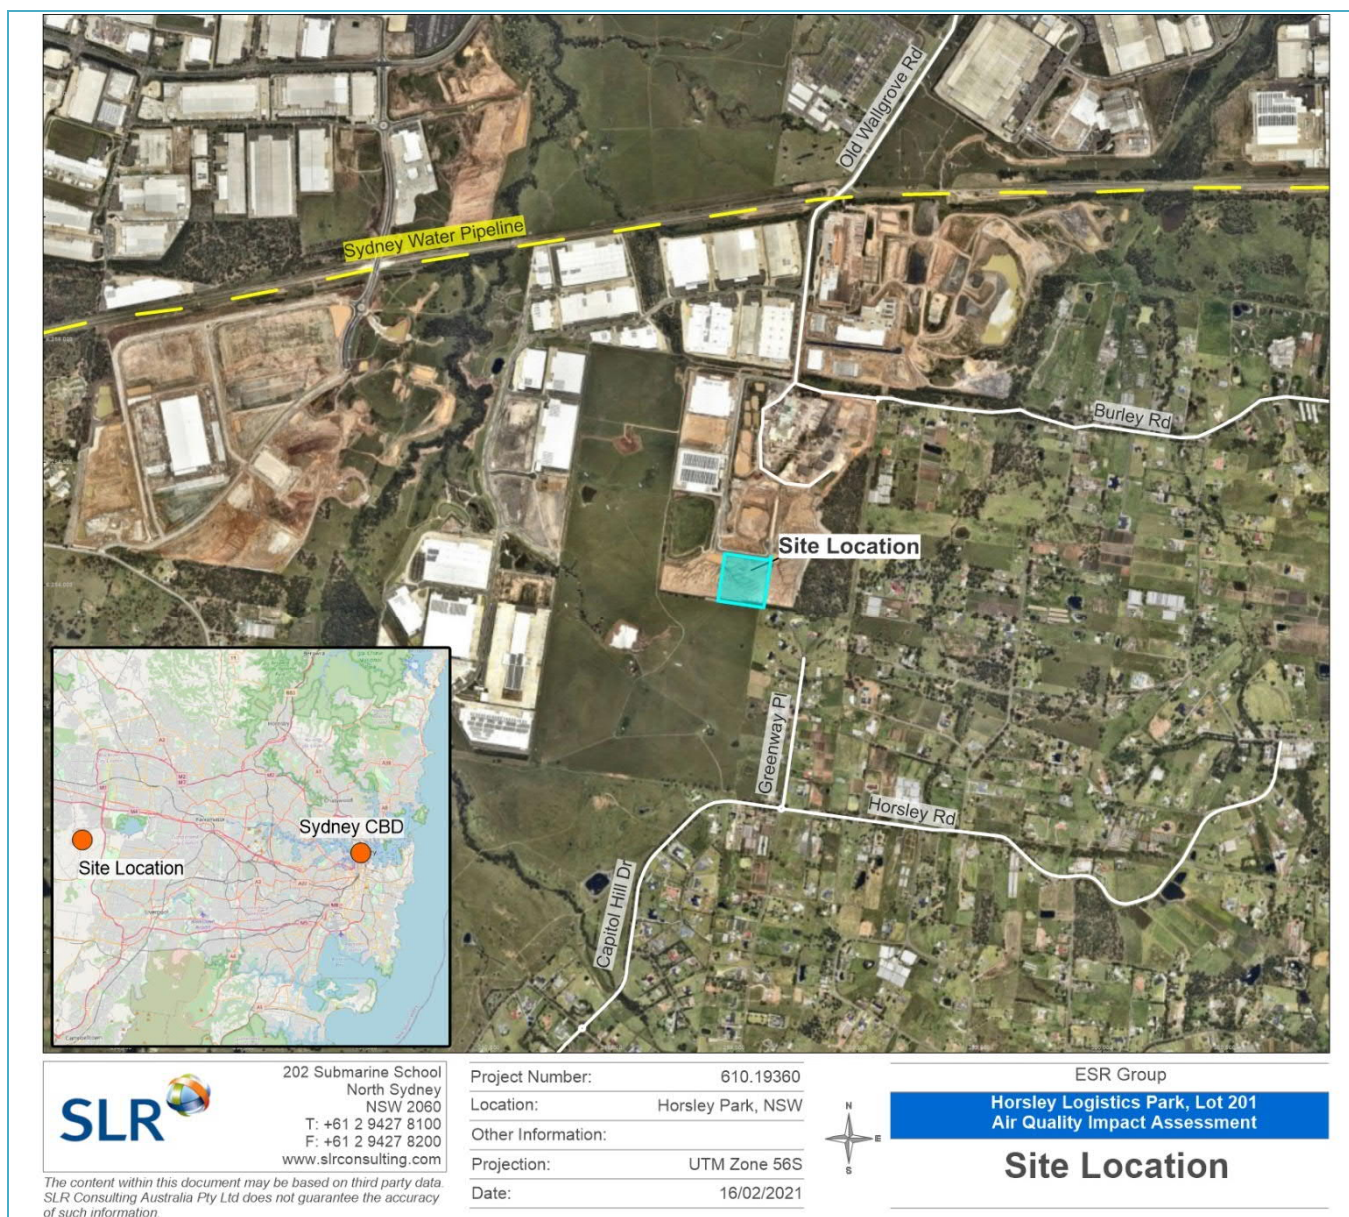 Old Wallgrove Rd
Sydney Water Pipeline
Burley Rd
Site Location
Greenway Pl
Horsley Rd
Capitol Hill Dr
Hornsby
Chatswood
Parramatta
Sydney CBD
Site Location
Liverpool
Campbelltown
SLR
202 Submarine School
North Sydney
NSW 2060
T: +61 2 9427 8100
F: +61 2 9427 8200
www.slrconsulting.com
The content within this document may be based on third party data.
SLR Consulting Australia Pty Ltd does not guarantee the accuracy
of such information.
Project Number: 610.19360
Location: Horsley Park, NSW
Other Information:
Projection: UTM Zone 56S
Date: 16/02/2021
N
E
S
ESR Group
Horsley Logistics Park, Lot 201
Air Quality Impact Assessment
Site Location